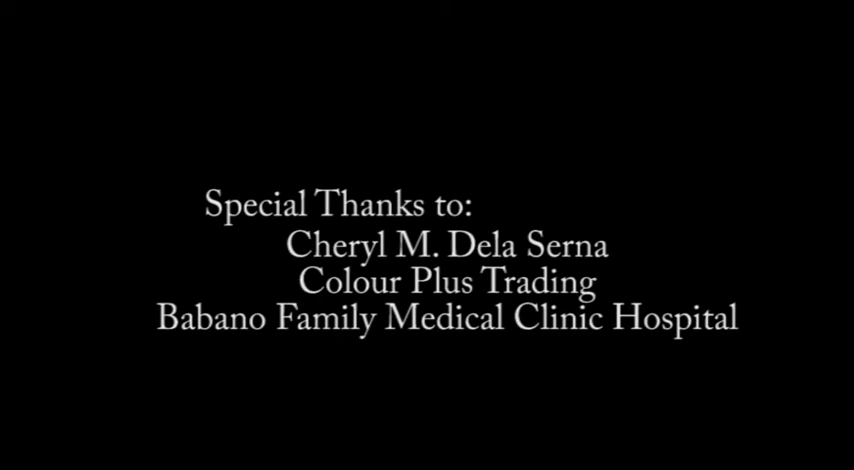 Special Thanks to:
Cheryl M. Dela Serna
Colour Plus Trading
Babano Family Medical Clinic Hospital